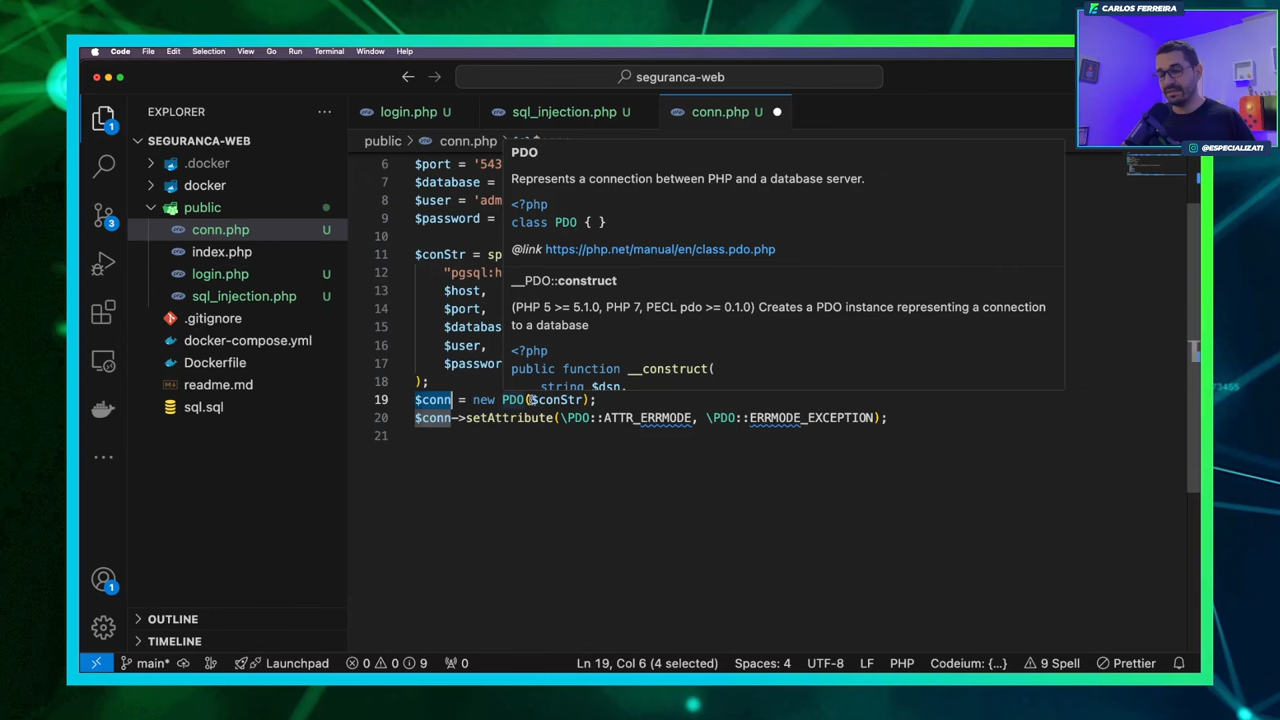 CARLOS FERREIRA
@ESPECIALIZATI
Code File Edit Selection View Go Run Terminal Window Help
seguranca-web
EXPLORER
login.php U
sql_injection.php U
conn.php U
public > conn.php
SEGURANCA-WEB
.docker
docker
public
conn.php U
index.php
login.php U
sql_injection.php U
.gitignore
docker-compose.yml
Dockerfile
readme.md
sql.sql
OUTLINE
TIMELINE
1
3
1
1
PDO
Represents a connection between PHP and a database server.
<?php
class PDO { }
@link https://php.net/manual/en/class.pdo.php
__PDO::construct
(PHP 5 >= 5.1.0, PHP 7, PECL pdo >= 0.1.0) Creates a PDO instance representing a connection
to a database
<?php
public function __construct(
string $dsn,
6 $port = '543
7 $database =
8 $user = 'adm
9 $password =
10
11 $conStr = sp
12 "pgsql:h
13 $host,
14 $port,
15 $databas
16 $user,
17 $passwor
18 );
19 $conn = new PDO($conStr);
20 $conn->setAttribute(\PDO::ATTR_ERRMODE, \PDO::ERRMODE_EXCEPTION);
21
main* Launchpad 0 0 9 0 Ln 19, Col 6 (4 selected) Spaces: 4 UTF-8 LF PHP Codeium: {...} 9 Spell Prettier